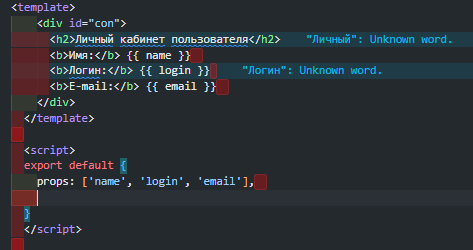 <template>
<div id="con">
<h2>Личный кабинет пользователя</h2> "Личный": Unknown word.
<b>Имя:</b> {{ name }}
<b>Логин:</b> {{ login }} "Логин": Unknown word.
<b>E-mail:</b> {{ email }}
</div>
</template>
<script>
export default {
props: ['name', 'login', 'email'],
}
</script>